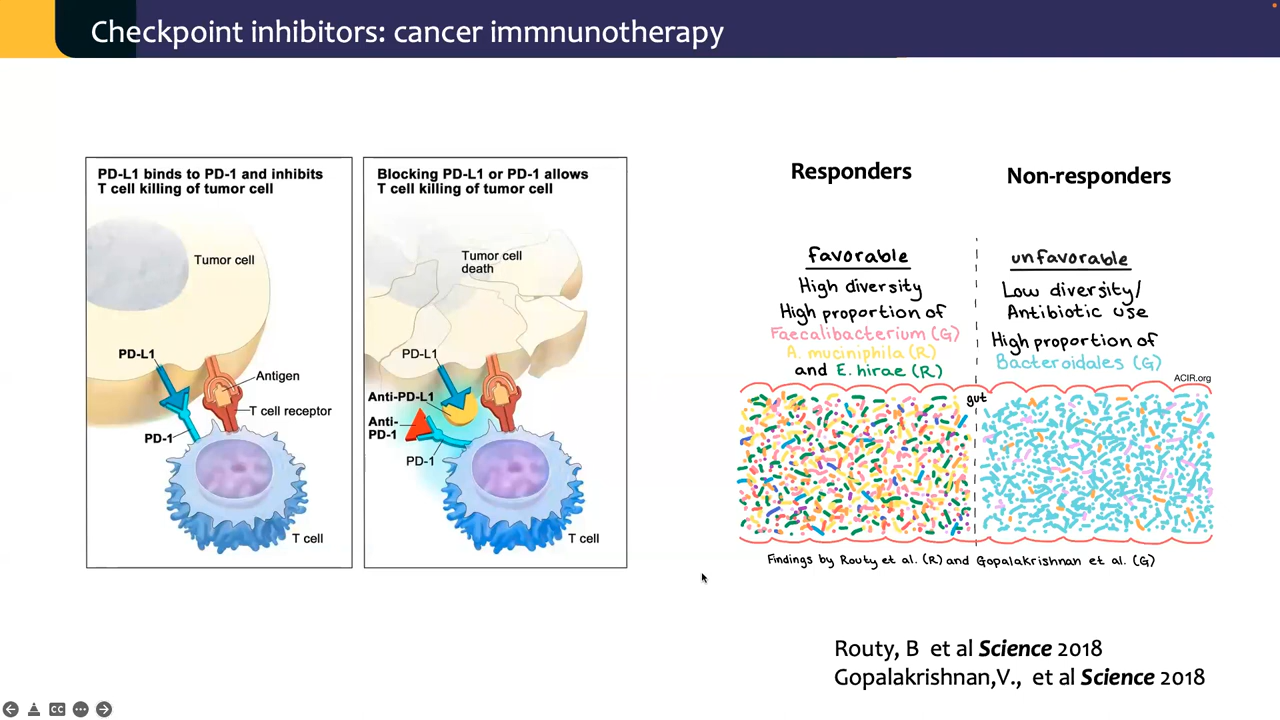 Checkpoint inhibitors: cancer immnunotherapy
PD-L1 binds to PD-1 and inhibits
T cell killing of tumor cell
Tumor cell
PD-L1
Antigen
T cell receptor
PD-1
T cell
Blocking PD-L1 or PD-1 allows
T cell killing of tumor cell
Tumor cell
death
PD-L1
Anti-PD-L1
Anti-
PD-1
PD-1
T cell
Responders
favorable
High diversity
High proportion of
Faecalibacterium (G)
A. muciniphila (R)
and E. hirae (R)
Non-responders
unfavorable
Low diversity/
Antibiotic use
High proportion of
Bacteroidales (G)
ACIR.org
gut
Findings by Routy et al. (R) and Gopalakrishnan et al. (G)
Routy, B et al Science 2018
Gopalakrishnan,V., et al Science 2018
CC